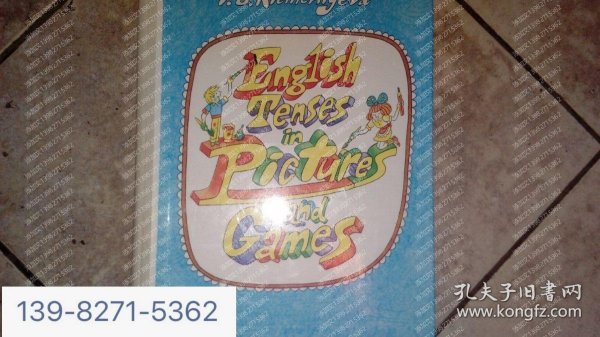 English
Tenses
in
Pictures
and
Games
139-8271-5362
孔夫子旧书网
www.kongfz.com